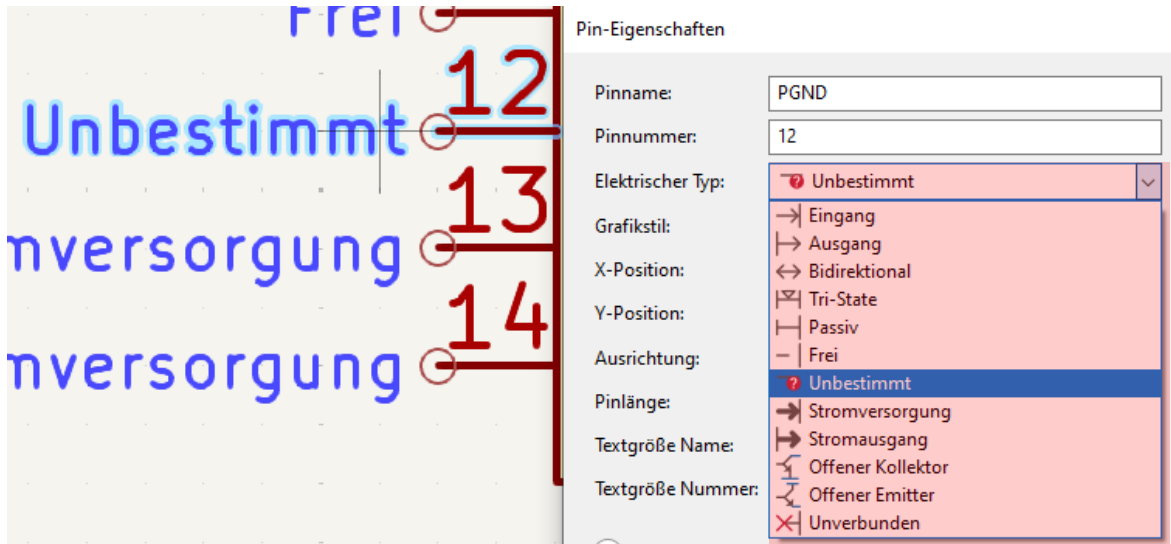 Frei
12
Unbestimmt
13
mversorgung
14
mversorgung
Pin-Eigenschaften
Pinname: PGND
Pinnummer: 12
Elektrischer Typ: Unbestimmt
Grafikstil:
X-Position:
Y-Position:
Ausrichtung:
Pinlänge:
Textgröße Name:
Textgröße Nummer:
Eingang
Ausgang
Bidirektional
Tri-State
Passiv
Frei
Unbestimmt
Stromversorgung
Stromausgang
Offener Kollektor
Offener Emitter
Unverbunden